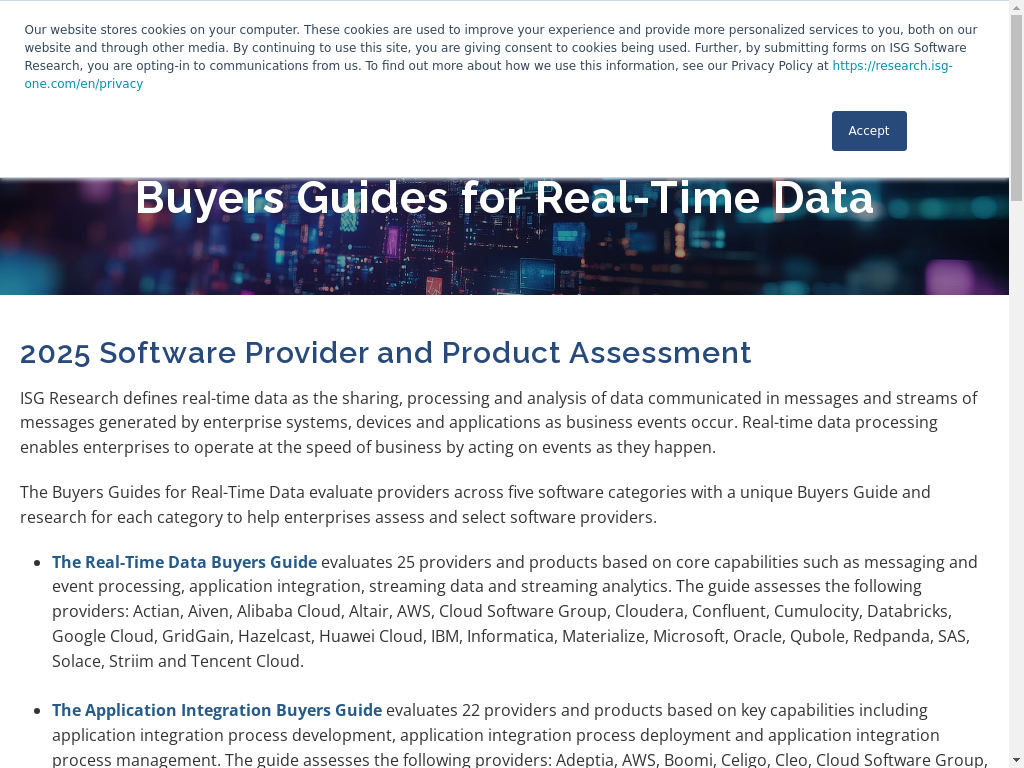 Our website stores cookies on your computer. These cookies are used to improve your experience and provide more personalized services to you, both on our
website and through other media. By continuing to use this site, you are giving consent to cookies being used. Further, by submitting forms on ISG Software
Research, you are opting-in to communications from us. To find out more about how we use this information, see our Privacy Policy at https://research.isg-
one.com/en/privacy
Accept
Buyers Guides for Real-Time Data
2025 Software Provider and Product Assessment
ISG Research defines real-time data as the sharing, processing and analysis of data communicated in messages and streams of
messages generated by enterprise systems, devices and applications as business events occur. Real-time data processing
enables enterprises to operate at the speed of business by acting on events as they happen.
The Buyers Guides for Real-Time Data evaluate providers across five software categories with a unique Buyers Guide and
research for each category to help enterprises assess and select software providers.
• The Real-Time Data Buyers Guide evaluates 25 providers and products based on core capabilities such as messaging and
event processing, application integration, streaming data and streaming analytics. The guide assesses the following
providers: Actian, Aiven, Alibaba Cloud, Altair, AWS, Cloud Software Group, Cloudera, Confluent, Cumulocity, Databricks,
Google Cloud, GridGain, Hazelcast, Huawei Cloud, IBM, Informatica, Materialize, Microsoft, Oracle, Qubole, Redpanda, SAS,
Solace, Striim and Tencent Cloud.
• The Application Integration Buyers Guide evaluates 22 providers and products based on key capabilities including
application integration process development, application integration process deployment and application integration
process management. The guide assesses the following providers: Adeptia, AWS, Boomi, Celigo, Cleo, Cloud Software Group,